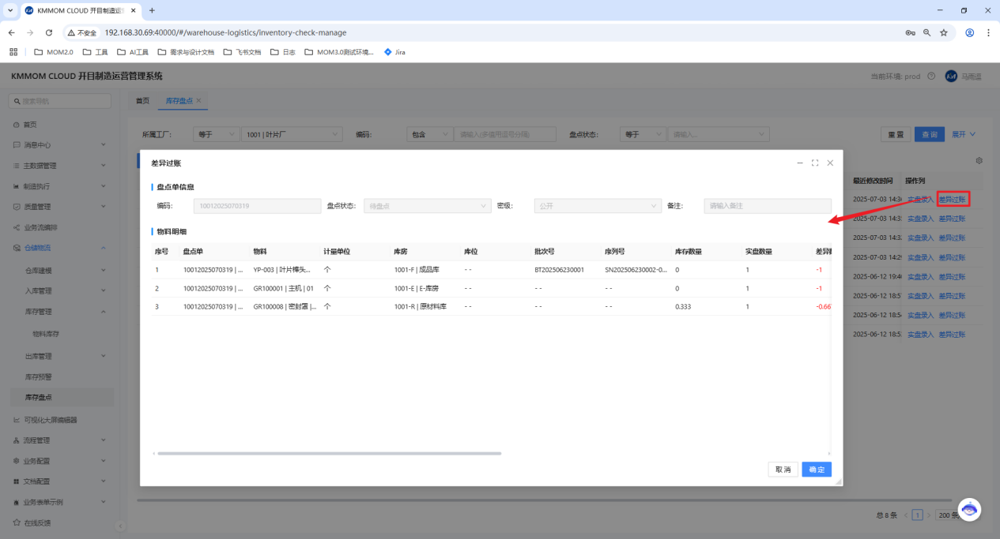 KMMOM CLOUD 开目制造运营
不安全 192.168.30.69:40000/#/warehouse-logistics/inventory-check-manage
MOM2.0 工具 AI工具 需求与设计文档 飞书文档 日志 MOM3.0测试环境... Jira
KMMOM CLOUD 开目制造运营管理系统 当前环境: prod 马雨遥
搜索导航 首页 库存盘点
首页
消息中心
主数据管理
制造执行
质量管理
业务流编排
仓储物流
仓库建模
入库管理
库存管理
物料库存
出库管理
库存预警
库存盘点
可视化大屏编辑器
流程管理
业务配置
文档配置
业务表单示例
在线反馈
所属工厂: 等于 1001 | 叶片厂 编码: 包含 请输入(多值用逗号分隔) 盘点状态: 等于 请输入... 重置 查询 展开
差异过账
盘点单信息
编码: 10012025070319 盘点状态: 待盘点 密级: 公开 备注: 请输入备注
物料明细
序号 盘点单 物料 计量单位 库房 库位 批次号 序列号 库存数量 实盘数量 差异
1 10012025070319 | ... YP-003 | 叶片榫头... 个 1001-F | 成品库 - - BT202506230001 SN202506230002-0... 0 1 -1
2 10012025070319 | ... GR100001 | 主机 | 01 个 1001-E | E-库房 - - - - - - 0 1 -1
3 10012025070319 | ... GR100008 | 密封罩 |... 个 1001-R | 原材料库 - - - - - - 0.333 1 -0.66
取消 确定
最近修改时间 操作列
2025-07-03 14:3 实盘录入 差异过账
2025-07-03 14:3 实盘录入 差异过账
2025-07-03 14:3 实盘录入 差异过账
2025-07-03 14:2 实盘录入 差异过账
2025-06-12 19:4 实盘录入 差异过账
2025-06-12 18:5 实盘录入 差异过账
2025-06-12 18:5 实盘录入 差异过账
2025-06-12 18:5 实盘录入 差异过账
总 8 条 1 200 条